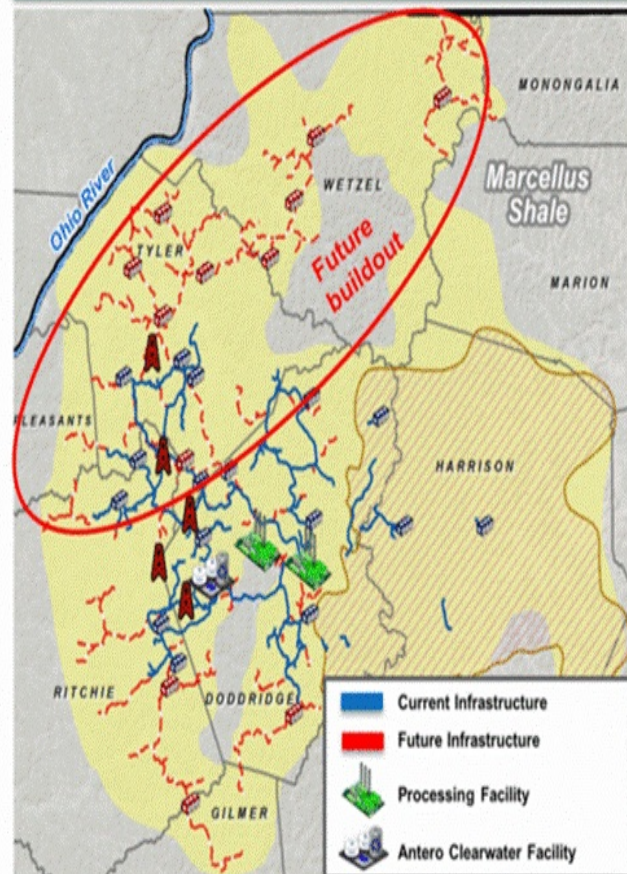 MONONGALIA
Marcellus
Shale
WETZEL
Ohio River
TYLER
Future
buildout
MARION
PLEASANTS
HARRISON
RITCHIE
DODDRIDGE
GILMER
Current Infrastructure
Future Infrastructure
Processing Facility
Antero Clearwater Facility